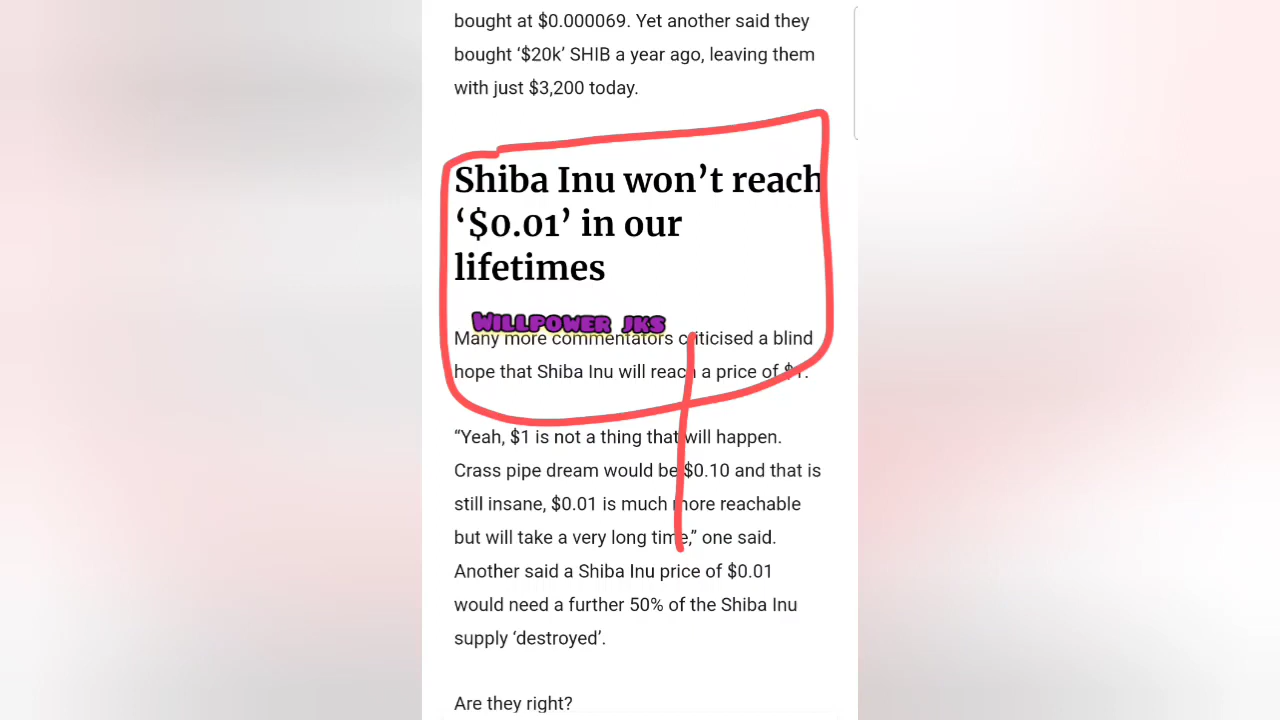 bought at $0.000069. Yet another said they
bought ‘$20k’ SHIB a year ago, leaving them
with just $3,200 today.
Shiba Inu won’t reach
‘$0.01’ in our
lifetimes
WILLPOWER JKS
Many more commentators criticised a blind
hope that Shiba Inu will reach a price of $1.
“Yeah, $1 is not a thing that will happen.
Crass pipe dream would be $0.10 and that is
still insane, $0.01 is much more reachable
but will take a very long time,” one said.
Another said a Shiba Inu price of $0.01
would need a further 50% of the Shiba Inu
supply ‘destroyed’.
Are they right?